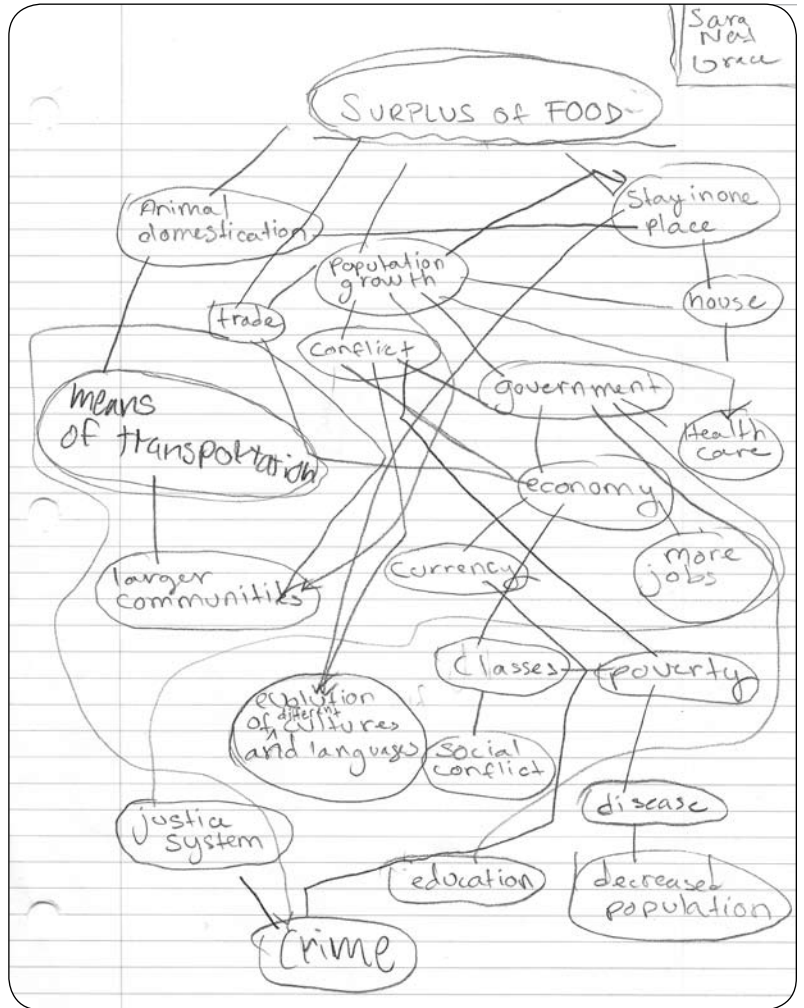 Sara
Nat
Grace
SURPLUS of FOOD
Animal
domestication
Stay in one
place
population
growth
trade
house
conflict
government
means
of transportation
Health
care
economy
currency
more
jobs
larger
communities
Classes
poverty
evolution
of different cultures
and languages
social
conflict
disease
justice
system
education
decreased
population
Crime